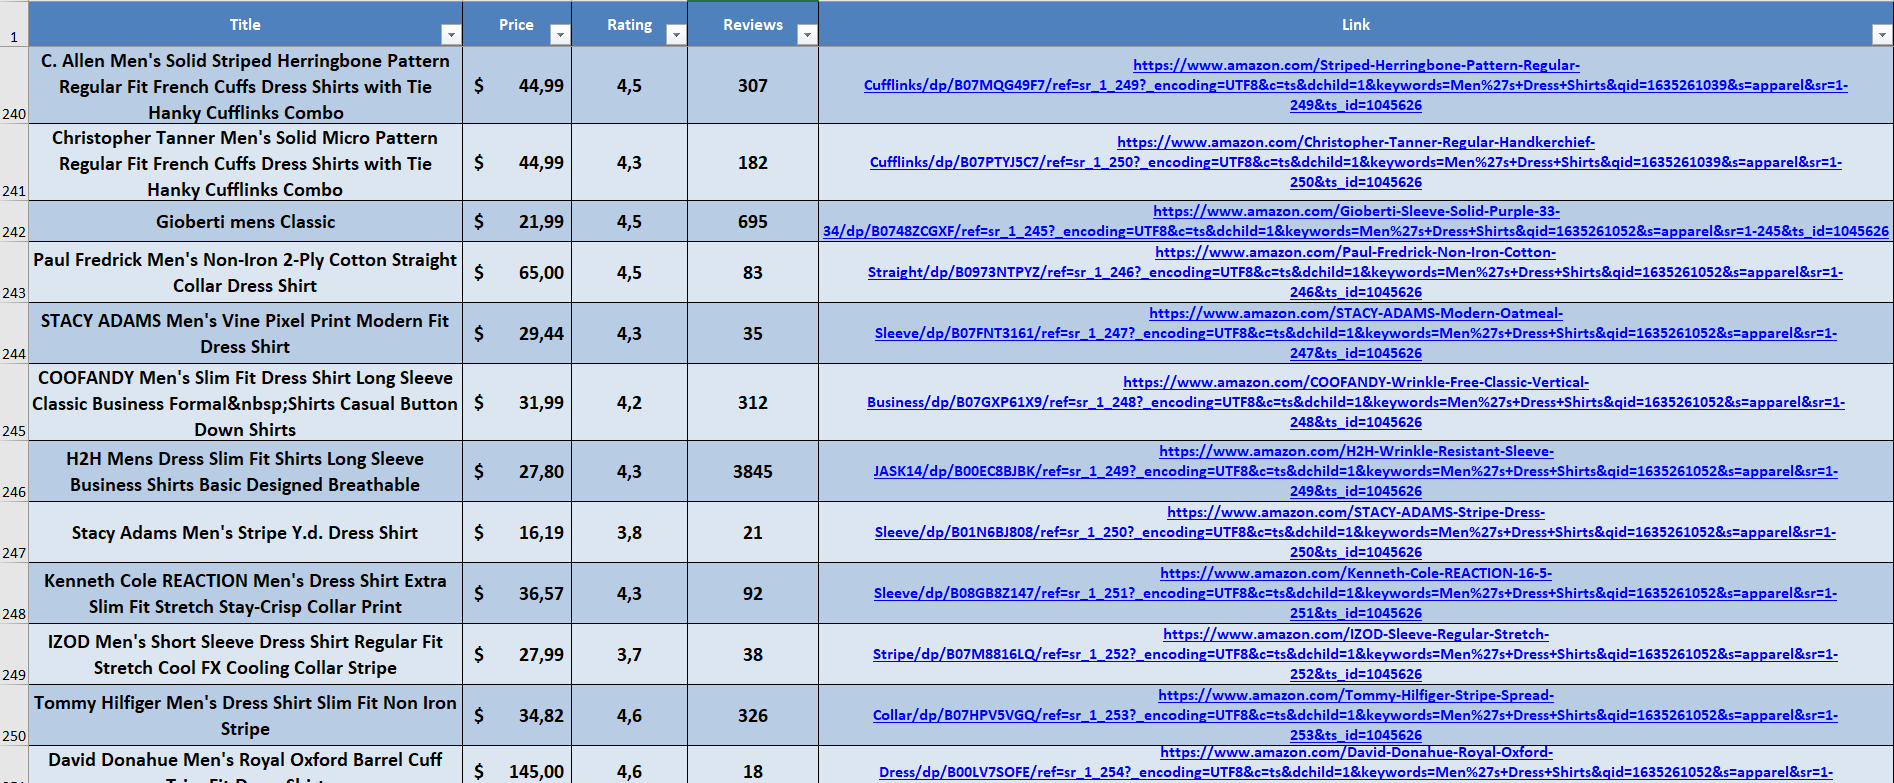 Title Price Rating Reviews Link
1
C. Allen Men's Solid Striped Herringbone Pattern
Regular Fit French Cuffs Dress Shirts with Tie
Hanky Cufflinks Combo
240
$ 44,99
4,5
307
https://www.amazon.com/Striped-Herringbone-Pattern-Regular-
Cufflinks/dp/B07MQG49F7/ref=sr_1_249?_encoding=UTF8&c=ts&dchild=1&keywords=Men%27s+Dress+Shirts&qid=1635261039&s=apparel&sr=1-
249&ts_id=1045626
Christopher Tanner Men's Solid Micro Pattern
Regular Fit French Cuffs Dress Shirts with Tie
Hanky Cufflinks Combo
241
$ 44,99
4,3
182
https://www.amazon.com/Christopher-Tanner-Regular-Handkerchief-
Cufflinks/dp/B07PTYJ5C7/ref=sr_1_250?_encoding=UTF8&c=ts&dchild=1&keywords=Men%27s+Dress+Shirts&qid=1635261039&s=apparel&sr=1-
250&ts_id=1045626
Gioberti mens Classic
242
$ 21,99
4,5
695
https://www.amazon.com/Gioberti-Sleeve-Solid-Purple-33-
34/dp/B0748ZCGXF/ref=sr_1_245?_encoding=UTF8&c=ts&dchild=1&keywords=Men%27s+Dress+Shirts&qid=1635261052&s=apparel&sr=1-245&ts_id=1045626
Paul Fredrick Men's Non-Iron 2-Ply Cotton Straight
Collar Dress Shirt
243
$ 65,00
4,5
83
https://www.amazon.com/Paul-Fredrick-Non-Iron-Cotton-
Straight/dp/B0973NTPYZ/ref=sr_1_246?_encoding=UTF8&c=ts&dchild=1&keywords=Men%27s+Dress+Shirts&qid=1635261052&s=apparel&sr=1-
246&ts_id=1045626
STACY ADAMS Men's Vine Pixel Print Modern Fit
Dress Shirt
244
$ 29,44
4,3
35
https://www.amazon.com/STACY-ADAMS-Modern-Oatmeal-
Sleeve/dp/B07FNT3161/ref=sr_1_247?_encoding=UTF8&c=ts&dchild=1&keywords=Men%27s+Dress+Shirts&qid=1635261052&s=apparel&sr=1-
247&ts_id=1045626
COOFANDY Men's Slim Fit Dress Shirt Long Sleeve
Classic Business Formal&nbsp;Shirts Casual Button
Down Shirts
245
$ 31,99
4,2
312
https://www.amazon.com/COOFANDY-Wrinkle-Free-Classic-Vertical-
Business/dp/B07GXP61X9/ref=sr_1_248?_encoding=UTF8&c=ts&dchild=1&keywords=Men%27s+Dress+Shirts&qid=1635261052&s=apparel&sr=1-
248&ts_id=1045626
H2H Mens Dress Slim Fit Shirts Long Sleeve
Business Shirts Basic Designed Breathable
246
$ 27,80
4,3
3845
https://www.amazon.com/H2H-Wrinkle-Resistant-Sleeve-
JASK14/dp/B00EC8BJBK/ref=sr_1_249?_encoding=UTF8&c=ts&dchild=1&keywords=Men%27s+Dress+Shirts&qid=1635261052&s=apparel&sr=1-
249&ts_id=1045626
Stacy Adams Men's Stripe Y.d. Dress Shirt
247
$ 16,19
3,8
21
https://www.amazon.com/STACY-ADAMS-Stripe-Dress-
Sleeve/dp/B01N6BJ808/ref=sr_1_250?_encoding=UTF8&c=ts&dchild=1&keywords=Men%27s+Dress+Shirts&qid=1635261052&s=apparel&sr=1-
250&ts_id=1045626
Kenneth Cole REACTION Men's Dress Shirt Extra
Slim Fit Stretch Stay-Crisp Collar Print
248
$ 36,57
4,3
92
https://www.amazon.com/Kenneth-Cole-REACTION-16-5-
Sleeve/dp/B08GB8Z147/ref=sr_1_251?_encoding=UTF8&c=ts&dchild=1&keywords=Men%27s+Dress+Shirts&qid=1635261052&s=apparel&sr=1-
251&ts_id=1045626
IZOD Men's Short Sleeve Dress Shirt Regular Fit
Stretch Cool FX Cooling Collar Stripe
249
$ 27,99
3,7
38
https://www.amazon.com/IZOD-Sleeve-Regular-Stretch-
Stripe/dp/B07M8816LQ/ref=sr_1_252?_encoding=UTF8&c=ts&dchild=1&keywords=Men%27s+Dress+Shirts&qid=1635261052&s=apparel&sr=1-
252&ts_id=1045626
Tommy Hilfiger Men's Dress Shirt Slim Fit Non Iron
Stripe
250
$ 34,82
4,6
326
https://www.amazon.com/Tommy-Hilfiger-Stripe-Spread-
Collar/dp/B07HPV5VGQ/ref=sr_1_253?_encoding=UTF8&c=ts&dchild=1&keywords=Men%27s+Dress+Shirts&qid=1635261052&s=apparel&sr=1-
253&ts_id=1045626
David Donahue Men's Royal Oxford Barrel Cuff
$ 145,00
4,6
18
https://www.amazon.com/David-Donahue-Royal-Oxford-
Dress/dp/B00LV7SOFE/ref=sr_1_254?_encoding=UTF8&c=ts&dchild=1&keywords=Men%27s+Dress+Shirts&qid=1635261052&s=apparel&sr=1-